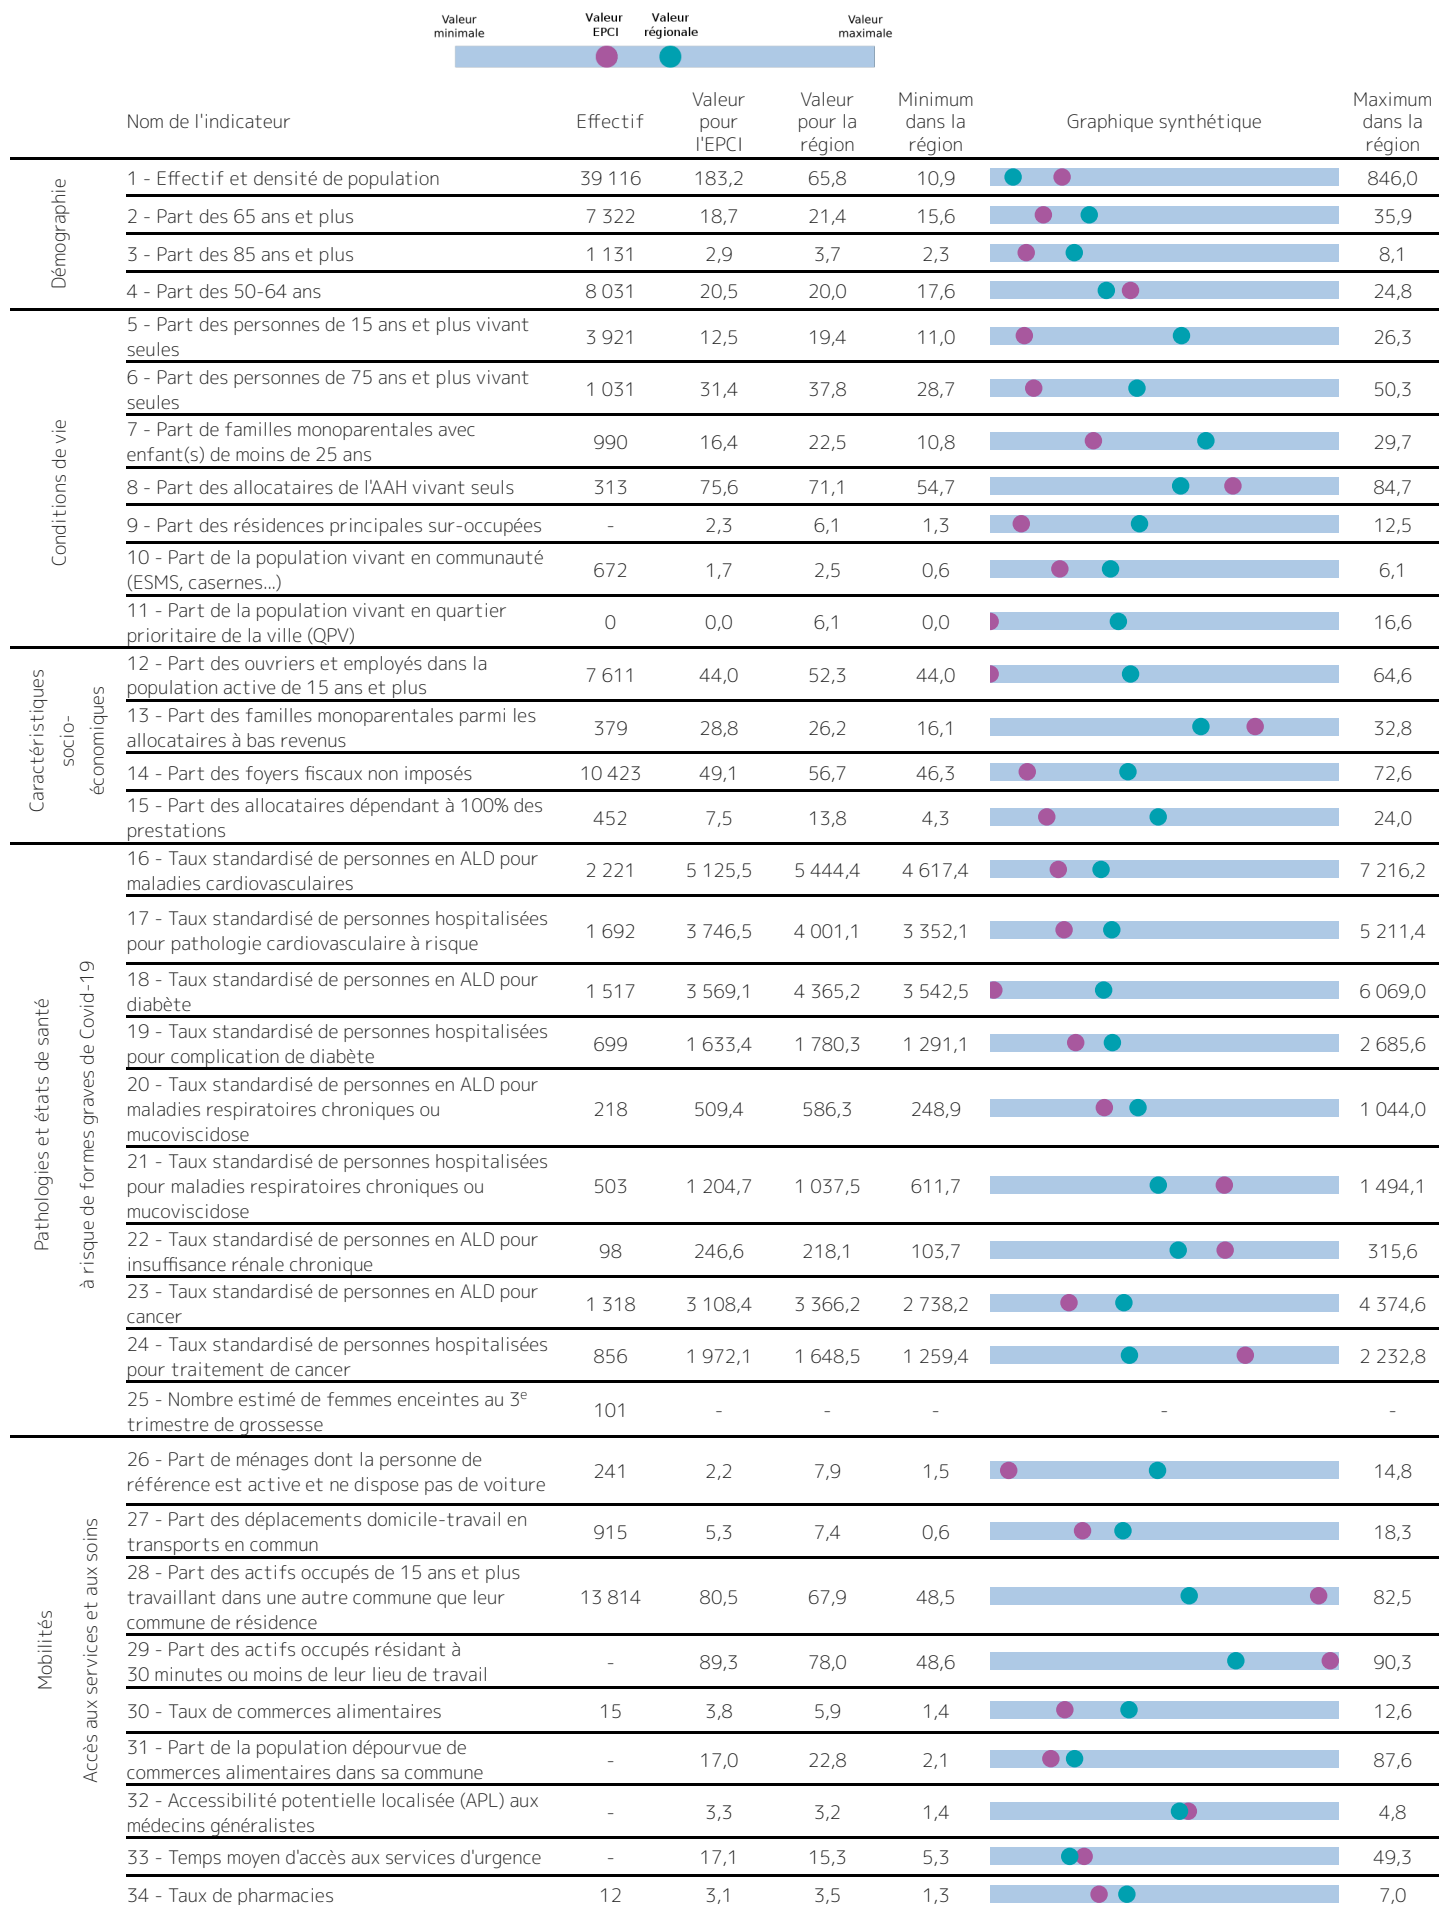 Valeur minimale
Valeur EPCI
Valeur régionale
Valeur maximale
Nom de l'indicateur Effectif Valeur pour l'EPCI Valeur pour la région Minimum dans la région Graphique synthétique Maximum dans la région
Démographie
1 - Effectif et densité de population 39 116 183,2 65,8 10,9 846,0
2 - Part des 65 ans et plus 7 322 18,7 21,4 15,6 35,9
3 - Part des 85 ans et plus 1 131 2,9 3,7 2,3 8,1
4 - Part des 50-64 ans 8 031 20,5 20,0 17,6 24,8
Conditions de vie
5 - Part des personnes de 15 ans et plus vivant
seules 3 921 12,5 19,4 11,0 26,3
6 - Part des personnes de 75 ans et plus vivant
seules 1 031 31,4 37,8 28,7 50,3
7 - Part de familles monoparentales avec
enfant(s) de moins de 25 ans 990 16,4 22,5 10,8 29,7
8 - Part des allocataires de l'AAH vivant seuls 313 75,6 71,1 54,7 84,7
9 - Part des résidences principales sur-occupées - 2,3 6,1 1,3 12,5
10 - Part de la population vivant en communauté
(ESMS, casernes...) 672 1,7 2,5 0,6 6,1
11 - Part de la population vivant en quartier
prioritaire de la ville (QPV) 0 0,0 6,1 0,0 16,6
Caractéristiques
socio-
économiques
12 - Part des ouvriers et employés dans la
population active de 15 ans et plus 7 611 44,0 52,3 44,0 64,6
13 - Part des familles monoparentales parmi les
allocataires à bas revenus 379 28,8 26,2 16,1 32,8
14 - Part des foyers fiscaux non imposés 10 423 49,1 56,7 46,3 72,6
15 - Part des allocataires dépendant à 100% des
prestations 452 7,5 13,8 4,3 24,0
Pathologies et états de santé
à risque de formes graves de Covid-19
16 - Taux standardisé de personnes en ALD pour
maladies cardiovasculaires 2 221 5 125,5 5 444,4 4 617,4 7 216,2
17 - Taux standardisé de personnes hospitalisées
pour pathologie cardiovasculaire à risque 1 692 3 746,5 4 001,1 3 352,1 5 211,4
18 - Taux standardisé de personnes en ALD pour
diabète 1 517 3 569,1 4 365,2 3 542,5 6 069,0
19 - Taux standardisé de personnes hospitalisées
pour complication de diabète 699 1 633,4 1 780,3 1 291,1 2 685,6
20 - Taux standardisé de personnes en ALD pour
maladies respiratoires chroniques ou
mucoviscidose 218 509,4 586,3 248,9 1 044,0
21 - Taux standardisé de personnes hospitalisées
pour maladies respiratoires chroniques ou
mucoviscidose 503 1 204,7 1 037,5 611,7 1 494,1
22 - Taux standardisé de personnes en ALD pour
insuffisance rénale chronique 98 246,6 218,1 103,7 315,6
23 - Taux standardisé de personnes en ALD pour
cancer 1 318 3 108,4 3 366,2 2 738,2 4 374,6
24 - Taux standardisé de personnes hospitalisées
pour traitement de cancer 856 1 972,1 1 648,5 1 259,4 2 232,8
25 - Nombre estimé de femmes enceintes au 3e
trimestre de grossesse 101 - - - - -
Mobilités
Accès aux services et aux soins
26 - Part de ménages dont la personne de
référence est active et ne dispose pas de voiture 241 2,2 7,9 1,5 14,8
27 - Part des déplacements domicile-travail en
transports en commun 915 5,3 7,4 0,6 18,3
28 - Part des actifs occupés de 15 ans et plus
travaillant dans une autre commune que leur
commune de résidence 13 814 80,5 67,9 48,5 82,5
29 - Part des actifs occupés résidant à
30 minutes ou moins de leur lieu de travail - 89,3 78,0 48,6 90,3
30 - Taux de commerces alimentaires 15 3,8 5,9 1,4 12,6
31 - Part de la population dépourvue de
commerces alimentaires dans sa commune - 17,0 22,8 2,1 87,6
32 - Accessibilité potentielle localisée (APL) aux
médecins généralistes - 3,3 3,2 1,4 4,8
33 - Temps moyen d'accès aux services d'urgence - 17,1 15,3 5,3 49,3
34 - Taux de pharmacies 12 3,1 3,5 1,3 7,0